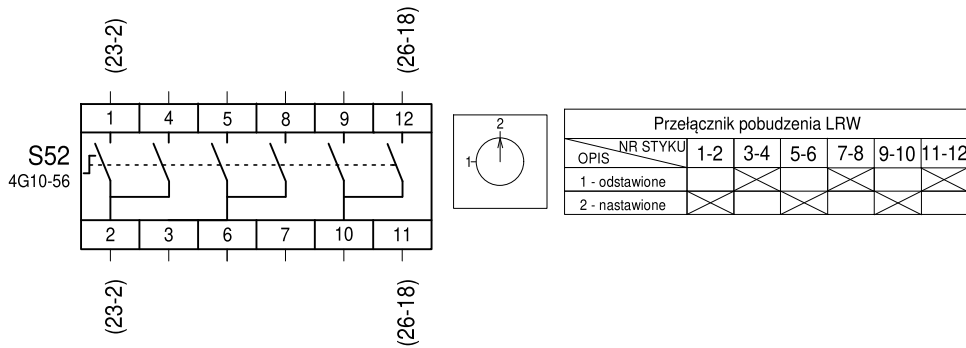 (23-2)
(26-18)
1 4 5 8 9 12
S52
4G10-56
2 3 6 7 10 11
(23-2)
(26-18)
2
1
Przełącznik pobudzenia LRW
NR STYKU
OPIS
1-2 3-4 5-6 7-8 9-10 11-12
1 - odstawione
2 - nastawione